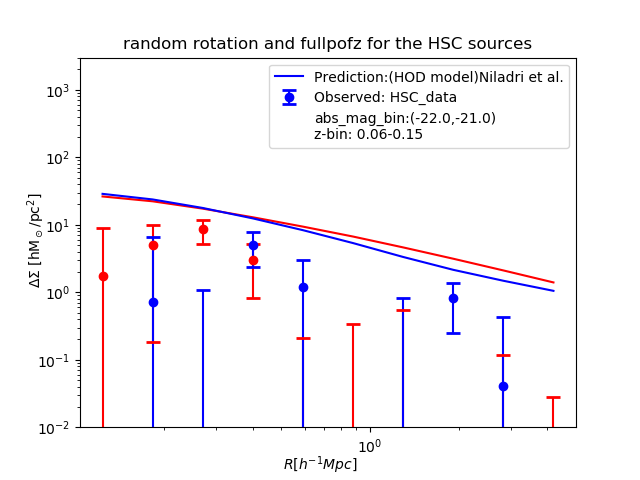 random rotation and fullpofz for the HSC sources
Prediction:(HOD model)Niladri et al.
Observed: HSC_data
abs_mag_bin:(-22.0,-21.0)
z-bin: 0.06-0.15
ΔΣ [hM⊙/pc²]
10³
10²
10¹
10⁰
10⁻¹
10⁻²
10⁰
R[h⁻¹Mpc]